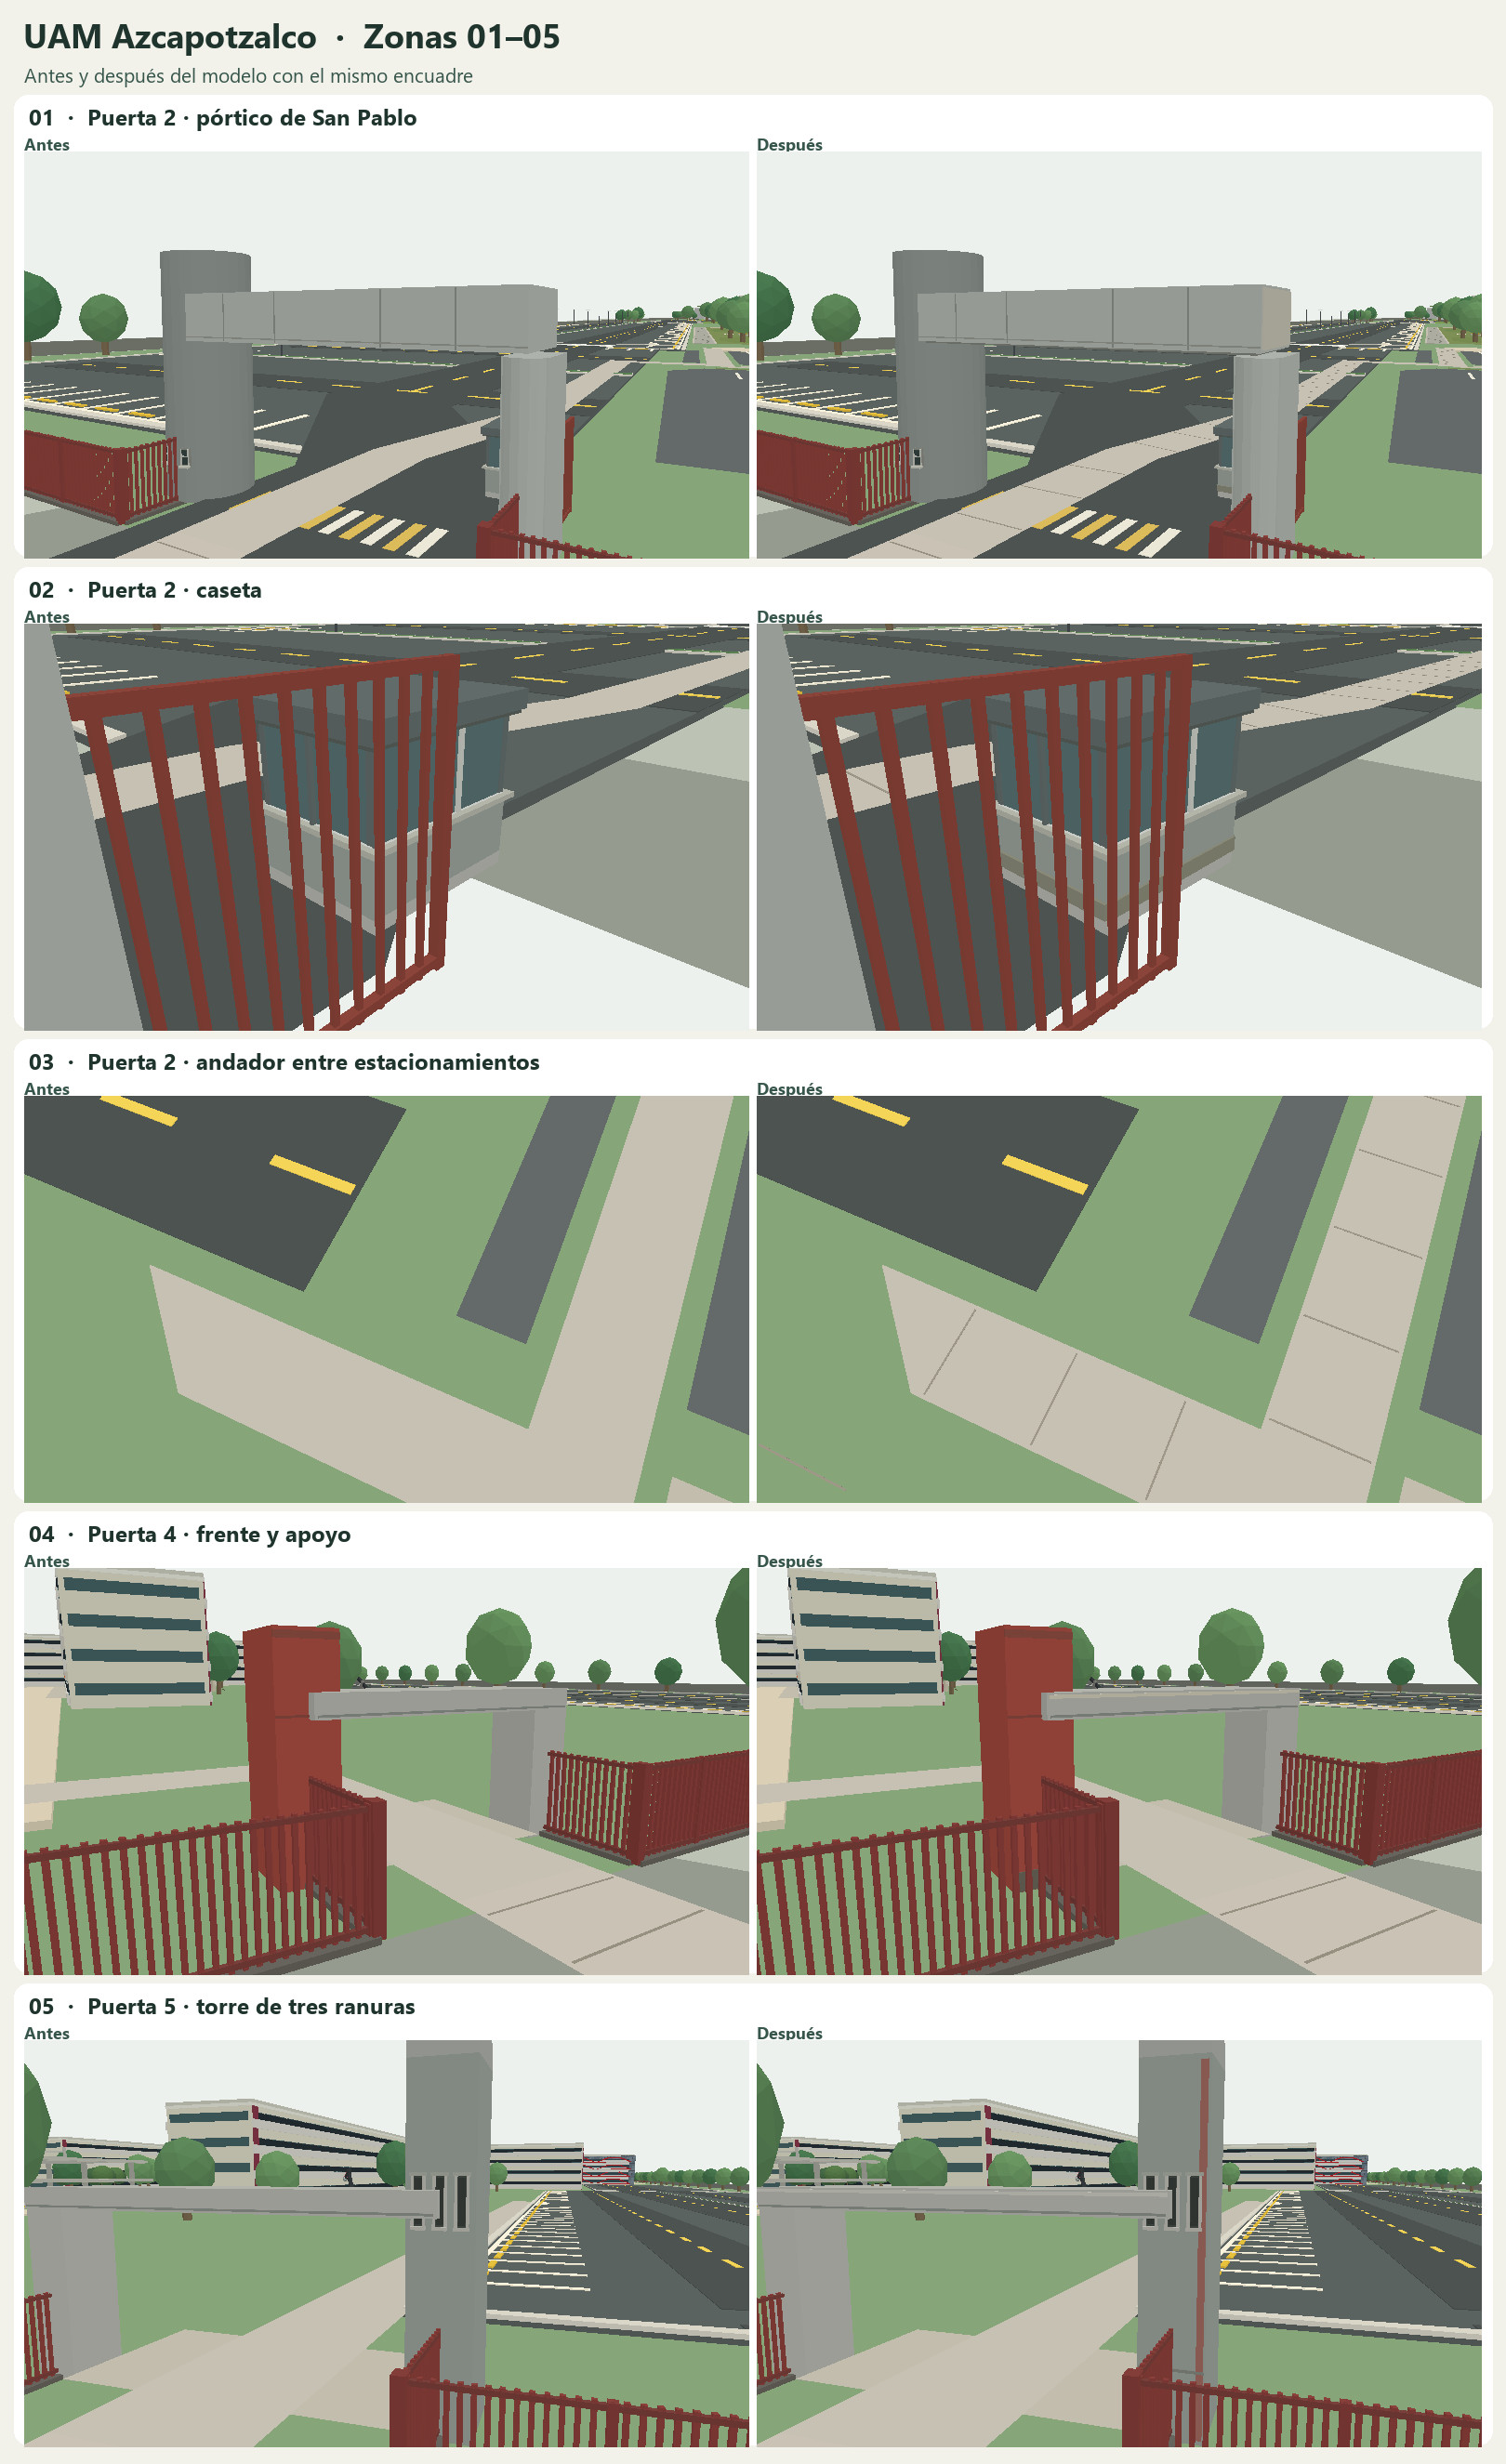 UAM Azcapotzalco · Zonas 01–05
Antes y después del modelo con el mismo encuadre
01 · Puerta 2 · pórtico de San Pablo
Antes Después
02 · Puerta 2 · caseta
Antes Después
03 · Puerta 2 · andador entre estacionamientos
Antes Después
04 · Puerta 4 · frente y apoyo
Antes Después
05 · Puerta 5 · torre de tres ranuras
Antes Después